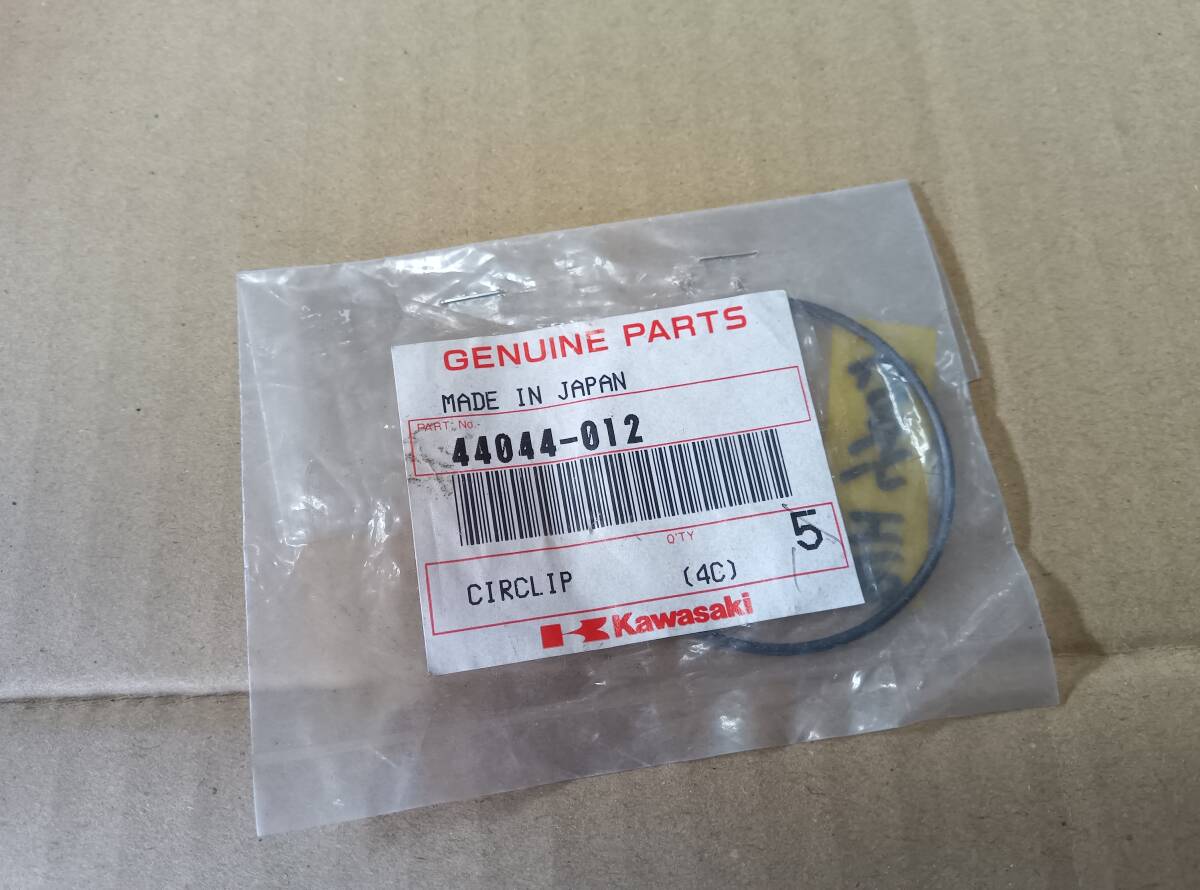 GENUINE PARTS
MADE IN JAPAN
PART No.
44044-012
Q'TY 5
CIRCLIP (4C)
Kawasaki